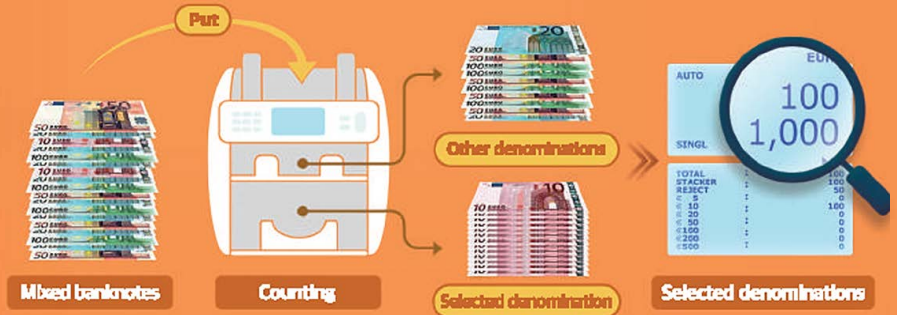 Put
Mixed banknotes
Counting
Other denominations
Selected denomination
EUR
AUTO
100
1,000
SINGL
TOTAL : 100
STACKER : 100
REJECT : 50
€ 5 : 0
€ 10 : 100
€ 20 : 0
€ 50 : 0
€100 : 0
€200 : 0
€500 : 0
Selected denominations